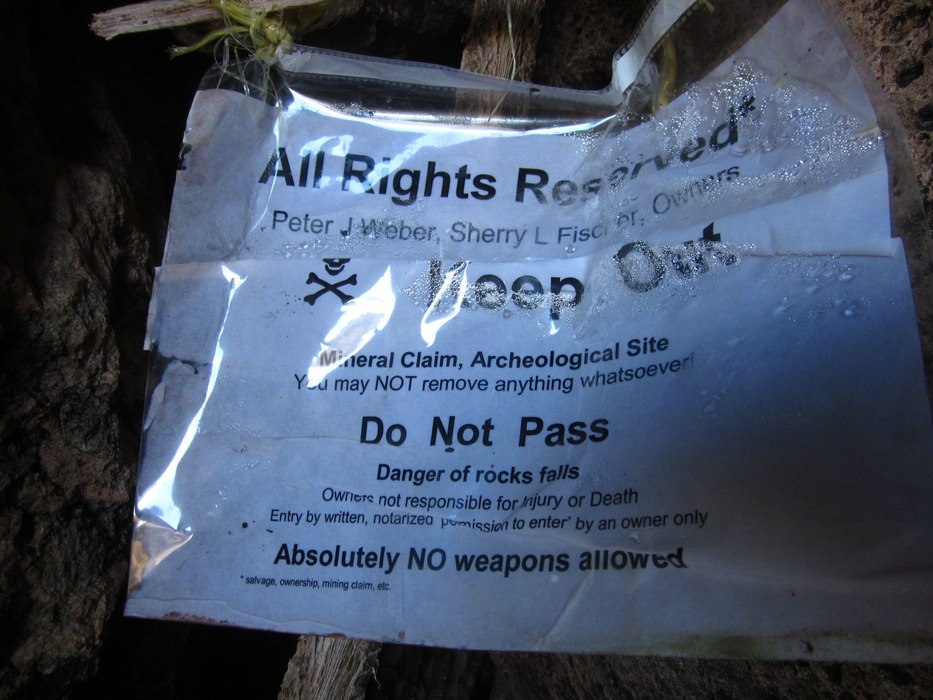 All Rights Reserved*
Peter J Weber, Sherry L Fischer, Owners
Keep Out
Mineral Claim, Archeological Site
You may NOT remove anything whatsoever!
Do Not Pass
Danger of rocks falls
Owners not responsible for Injury or Death
Entry by written, notarized 'permission to enter' by an owner only
Absolutely NO weapons allowed
* salvage, ownership, mining claim, etc.